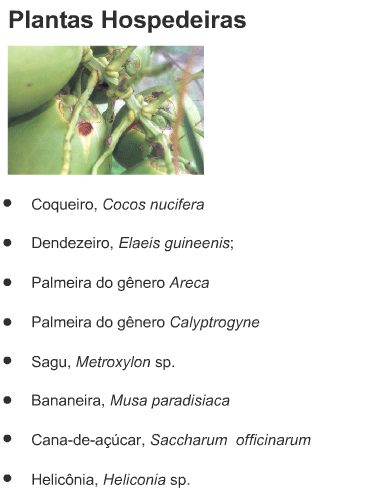 Plantas Hospedeiras
• Coqueiro, Cocos nucifera
• Dendezeiro, Elaeis guineenis;
• Palmeira do gênero Areca
• Palmeira do gênero Calyptrogyne
• Sagu, Metroxylon sp.
• Bananeira, Musa paradisiaca
• Cana-de-açúcar, Saccharum officinarum
• Helicônia, Heliconia sp.